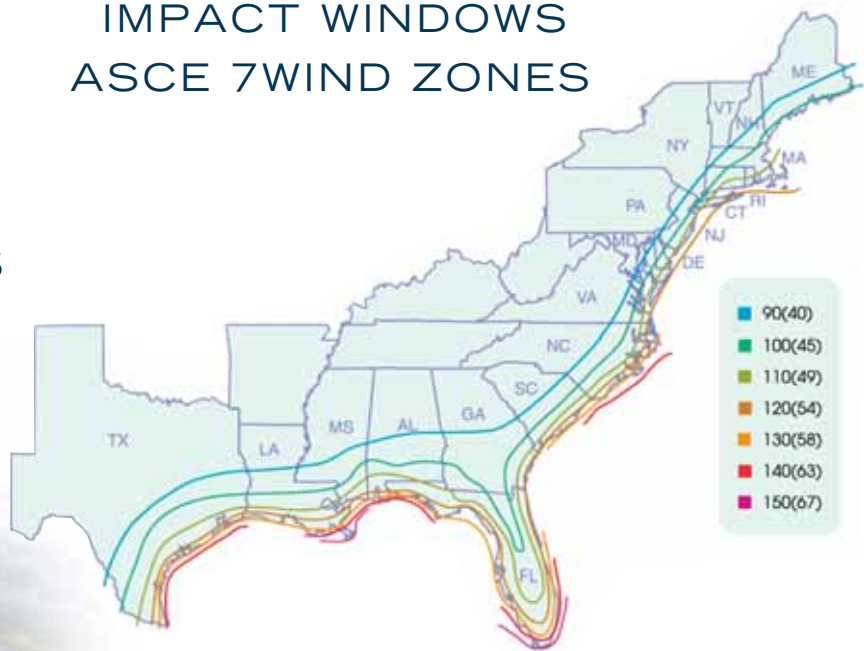 IMPACT WINDOWS
ASCE 7WIND ZONES
ME
VT
NH
NY
MA
PA
RI
CT
NJ
MD
DE
VA
NC
SC
TX
LA
MS
AL
GA
FL
90(40)
100(45)
110(49)
120(54)
130(58)
140(63)
150(67)
S